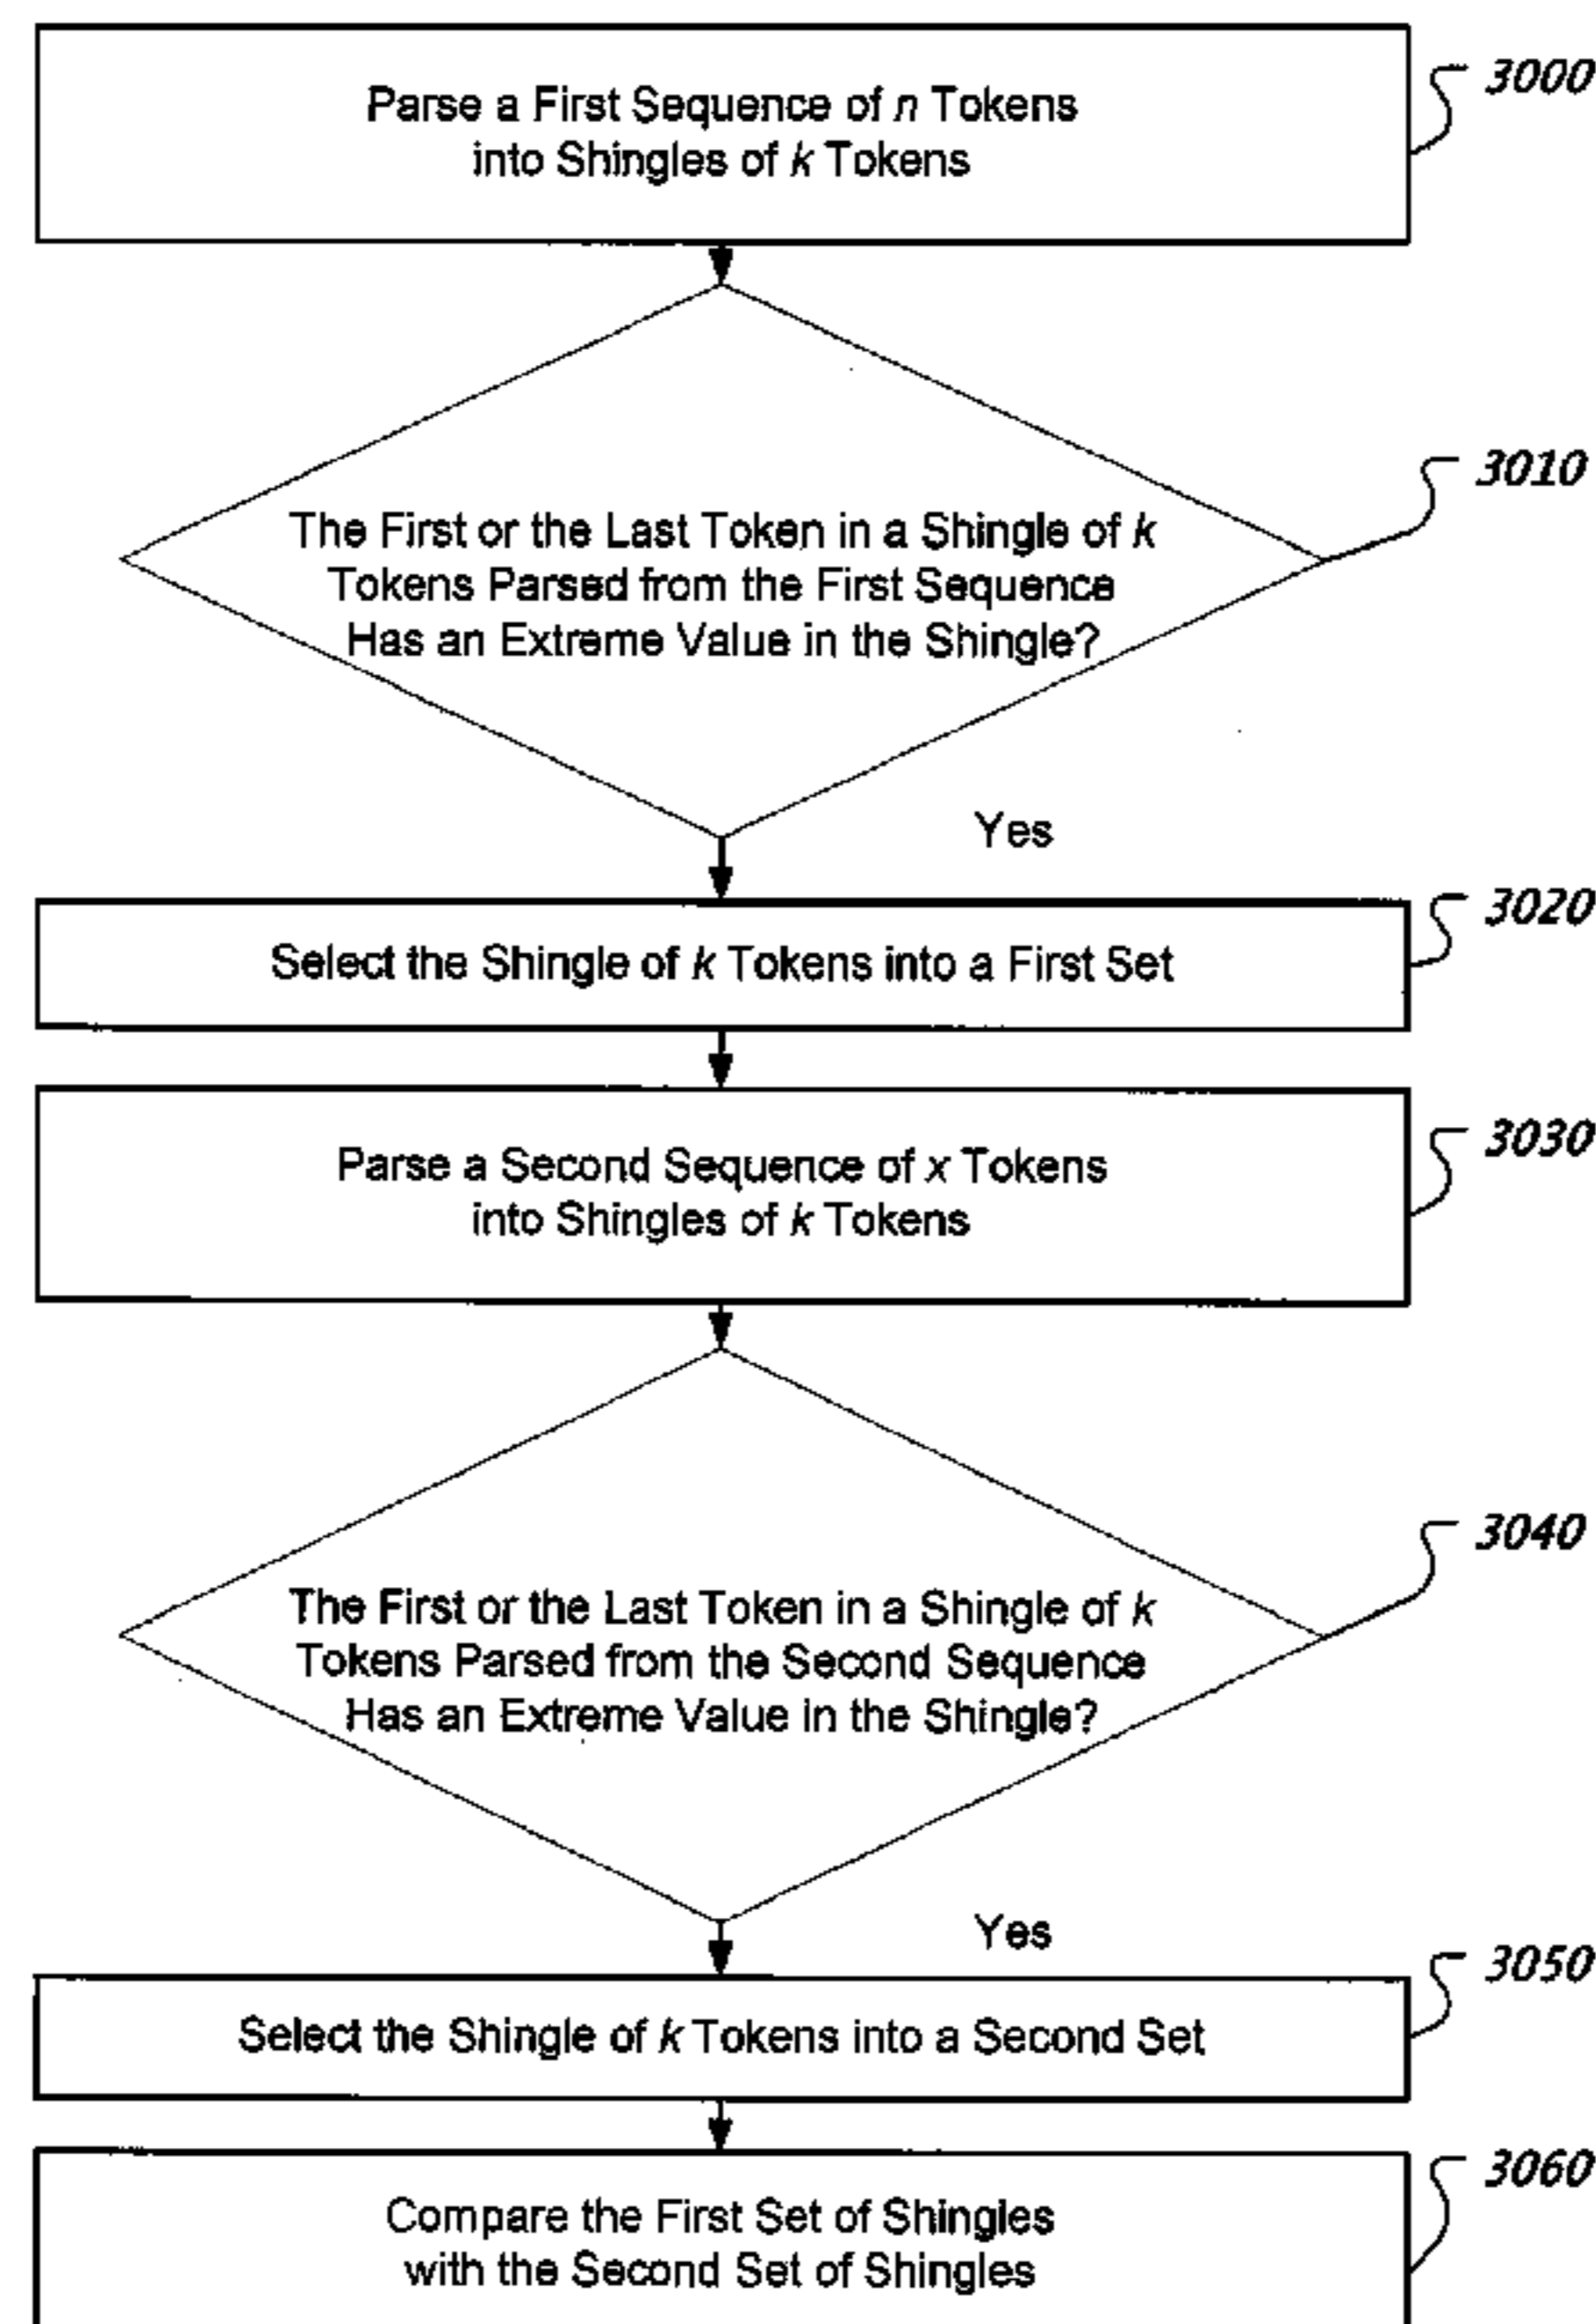 Parse a First Sequence of n Tokens
into Shingles of k Tokens
3000
The First or the Last Token in a Shingle of k
Tokens Parsed from the First Sequence
Has an Extreme Value in the Shingle?
3010
Yes
Select the Shingle of k Tokens into a First Set
3020
Parse a Second Sequence of x Tokens
into Shingles of k Tokens
3030
The First or the Last Token in a Shingle of k
Tokens Parsed from the Second Sequence
Has an Extreme Value in the Shingle?
3040
Yes
Select the Shingle of k Tokens into a Second Set
3050
Compare the First Set of Shingles
with the Second Set of Shingles
3060